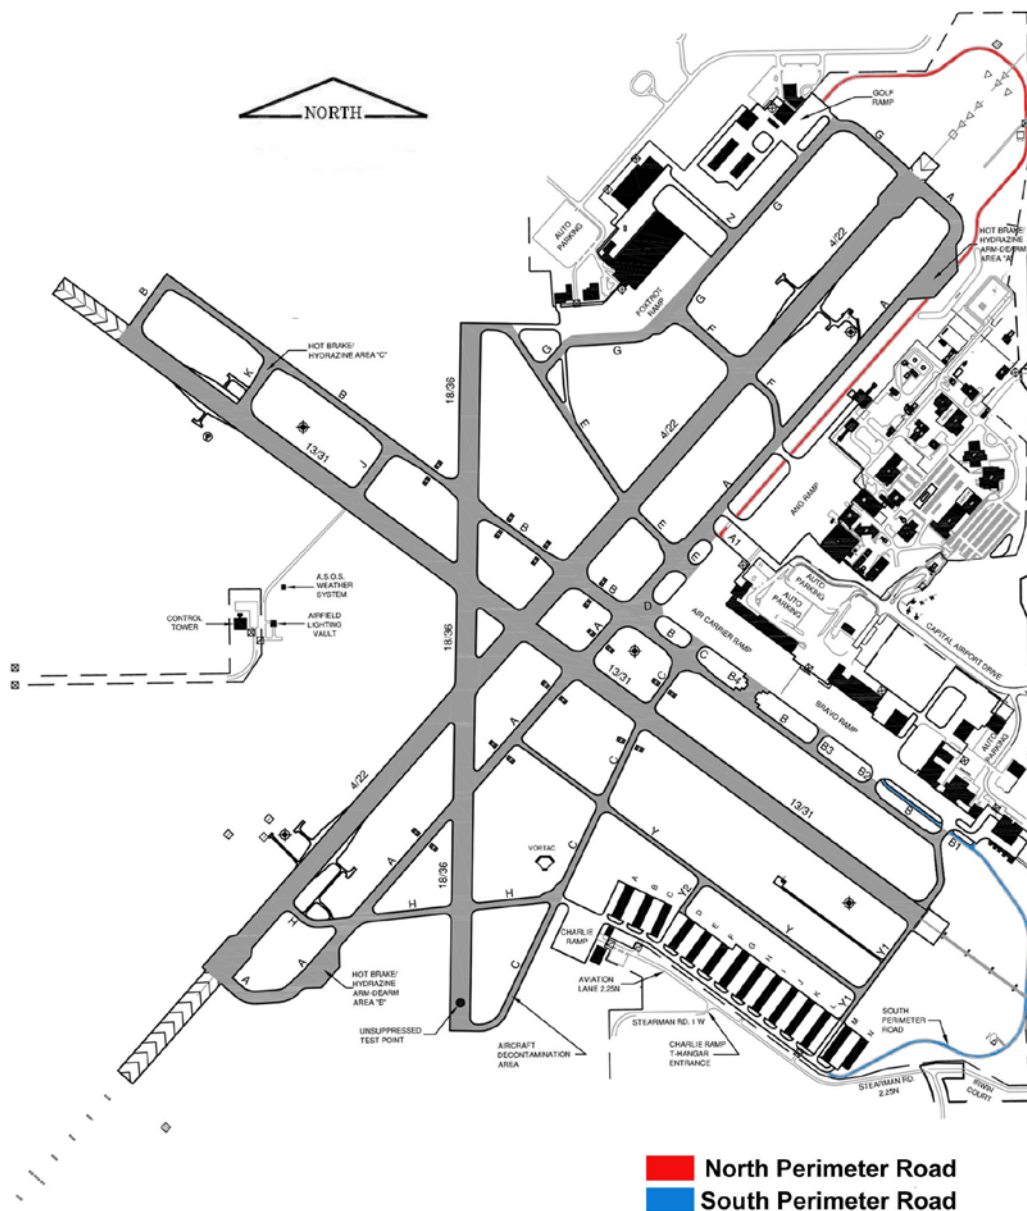 NORTH
GOLF
RAMP
G
A
HOT BRAKE/
HYDRAZINE
ARM-DEARM
AREA "A"
AUTO
PARKING
Z
G
4/22
FOXTROT
RAMP
G
F
A
B
HOT BRAKE/
HYDRAZINE AREA "C"
K
B
18/36
G
G
F
E
4/22
13/31
J
A
ANG RAMP
B
E
A1
E
A.S.O.S.
WEATHER
SYSTEM
CONTROL
TOWER
AIRFIELD
LIGHTING
VAULT
B
D
AUTO
PARKING
AUTO
PARKING
AIR CARRIER RAMP
CAPITAL AIRPORT DRIVE
18/36
A
B
C
B4
13/31
C
B
BRAVO RAMP
AUTO
PARKING
A
B3
B2
C
4/22
13/31
B
B1
A
18/36
VORTAC
C
Y
Y2
Y
A
B
C
D
E
F
G
H
I
J
K
L
M
N
H
H
H
CHARLIE
RAMP
Y1
Y1
A
A
C
HOT BRAKE/
HYDRAZINE
ARM-DEARM
AREA "B"
AVIATION
LANE 2.25N
UNSUPPRESSED
TEST POINT
STEARMAN RD. 1 W
SOUTH
PERIMETER
ROAD
AIRCRAFT
DECONTAMINATION
AREA
CHARLIE RAMP
T-HANGAR
ENTRANCE
STEARMAN RD.
2.25N
IRWIN
COURT
North Perimeter Road
South Perimeter Road